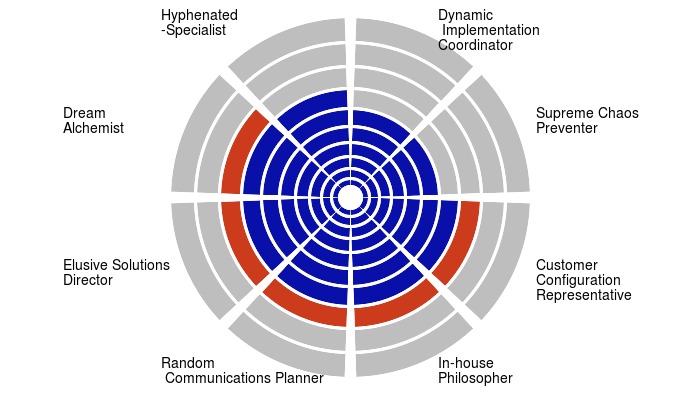 Hyphenated
-Specialist
Dynamic
Implementation
Coordinator
Dream
Alchemist
Supreme Chaos
Preventer
Elusive Solutions
Director
Customer
Configuration
Representative
Random
Communications Planner
In-house
Philosopher